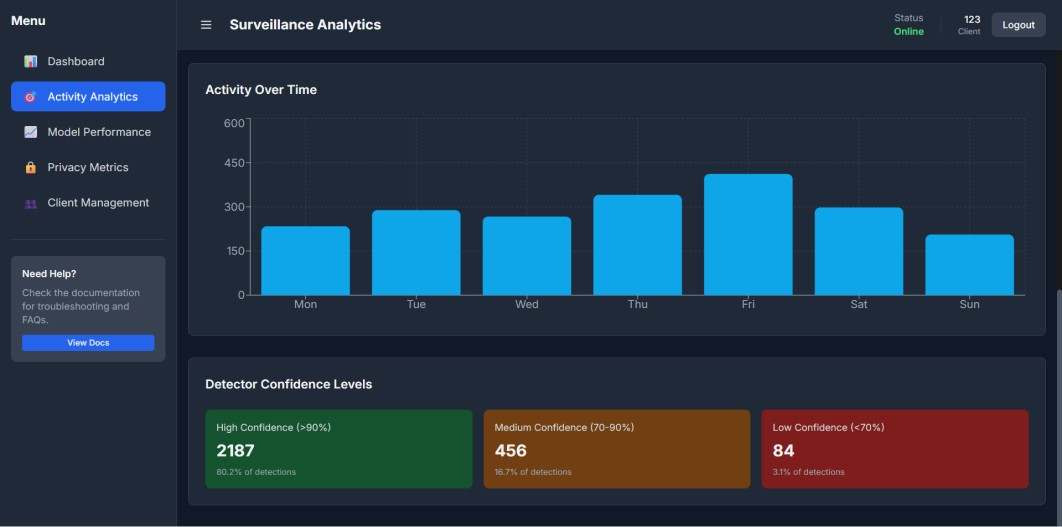 Menu
Dashboard
Activity Analytics
Model Performance
Privacy Metrics
Client Management
Need Help?
Check the documentation
for troubleshooting and
FAQs.
View Docs
Surveillance Analytics
Status
Online
123
Client
Logout
Activity Over Time
600
450
300
150
0
Mon Tue Wed Thu Fri Sat Sun
Detector Confidence Levels
High Confidence (>90%)
2187
80.2% of detections
Medium Confidence (70-90%)
456
16.7% of detections
Low Confidence (<70%)
84
3.1% of detections